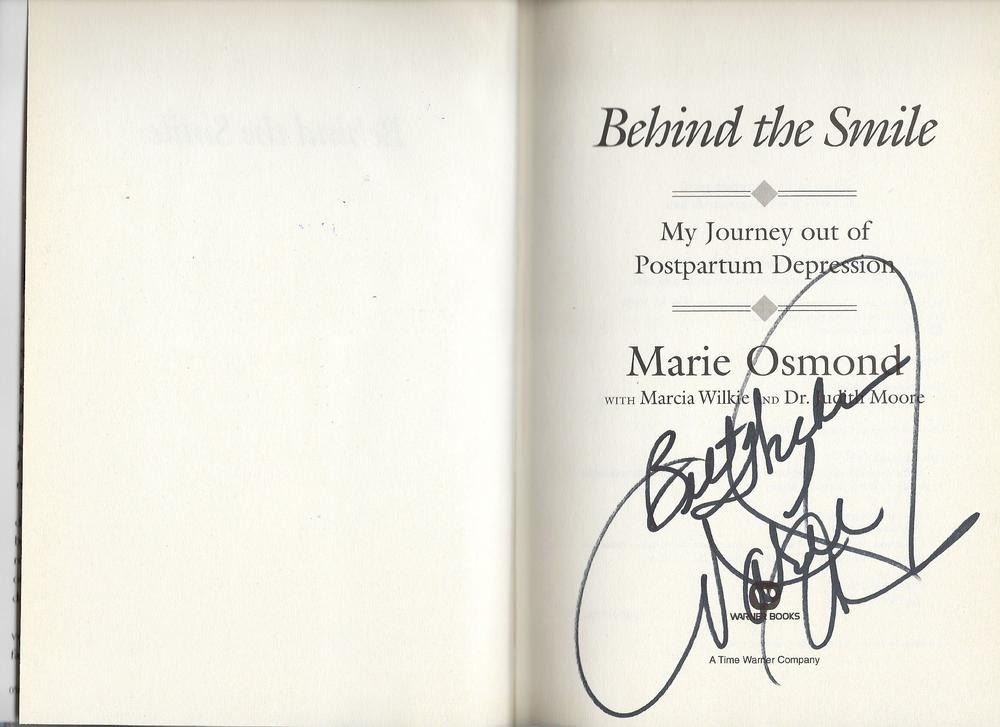 Behind the Smile
My Journey out of
Postpartum Depression
Marie Osmond
WITH Marcia Wilkie AND Dr. Judith Moore
WARNER BOOKS
A Time Warner Company